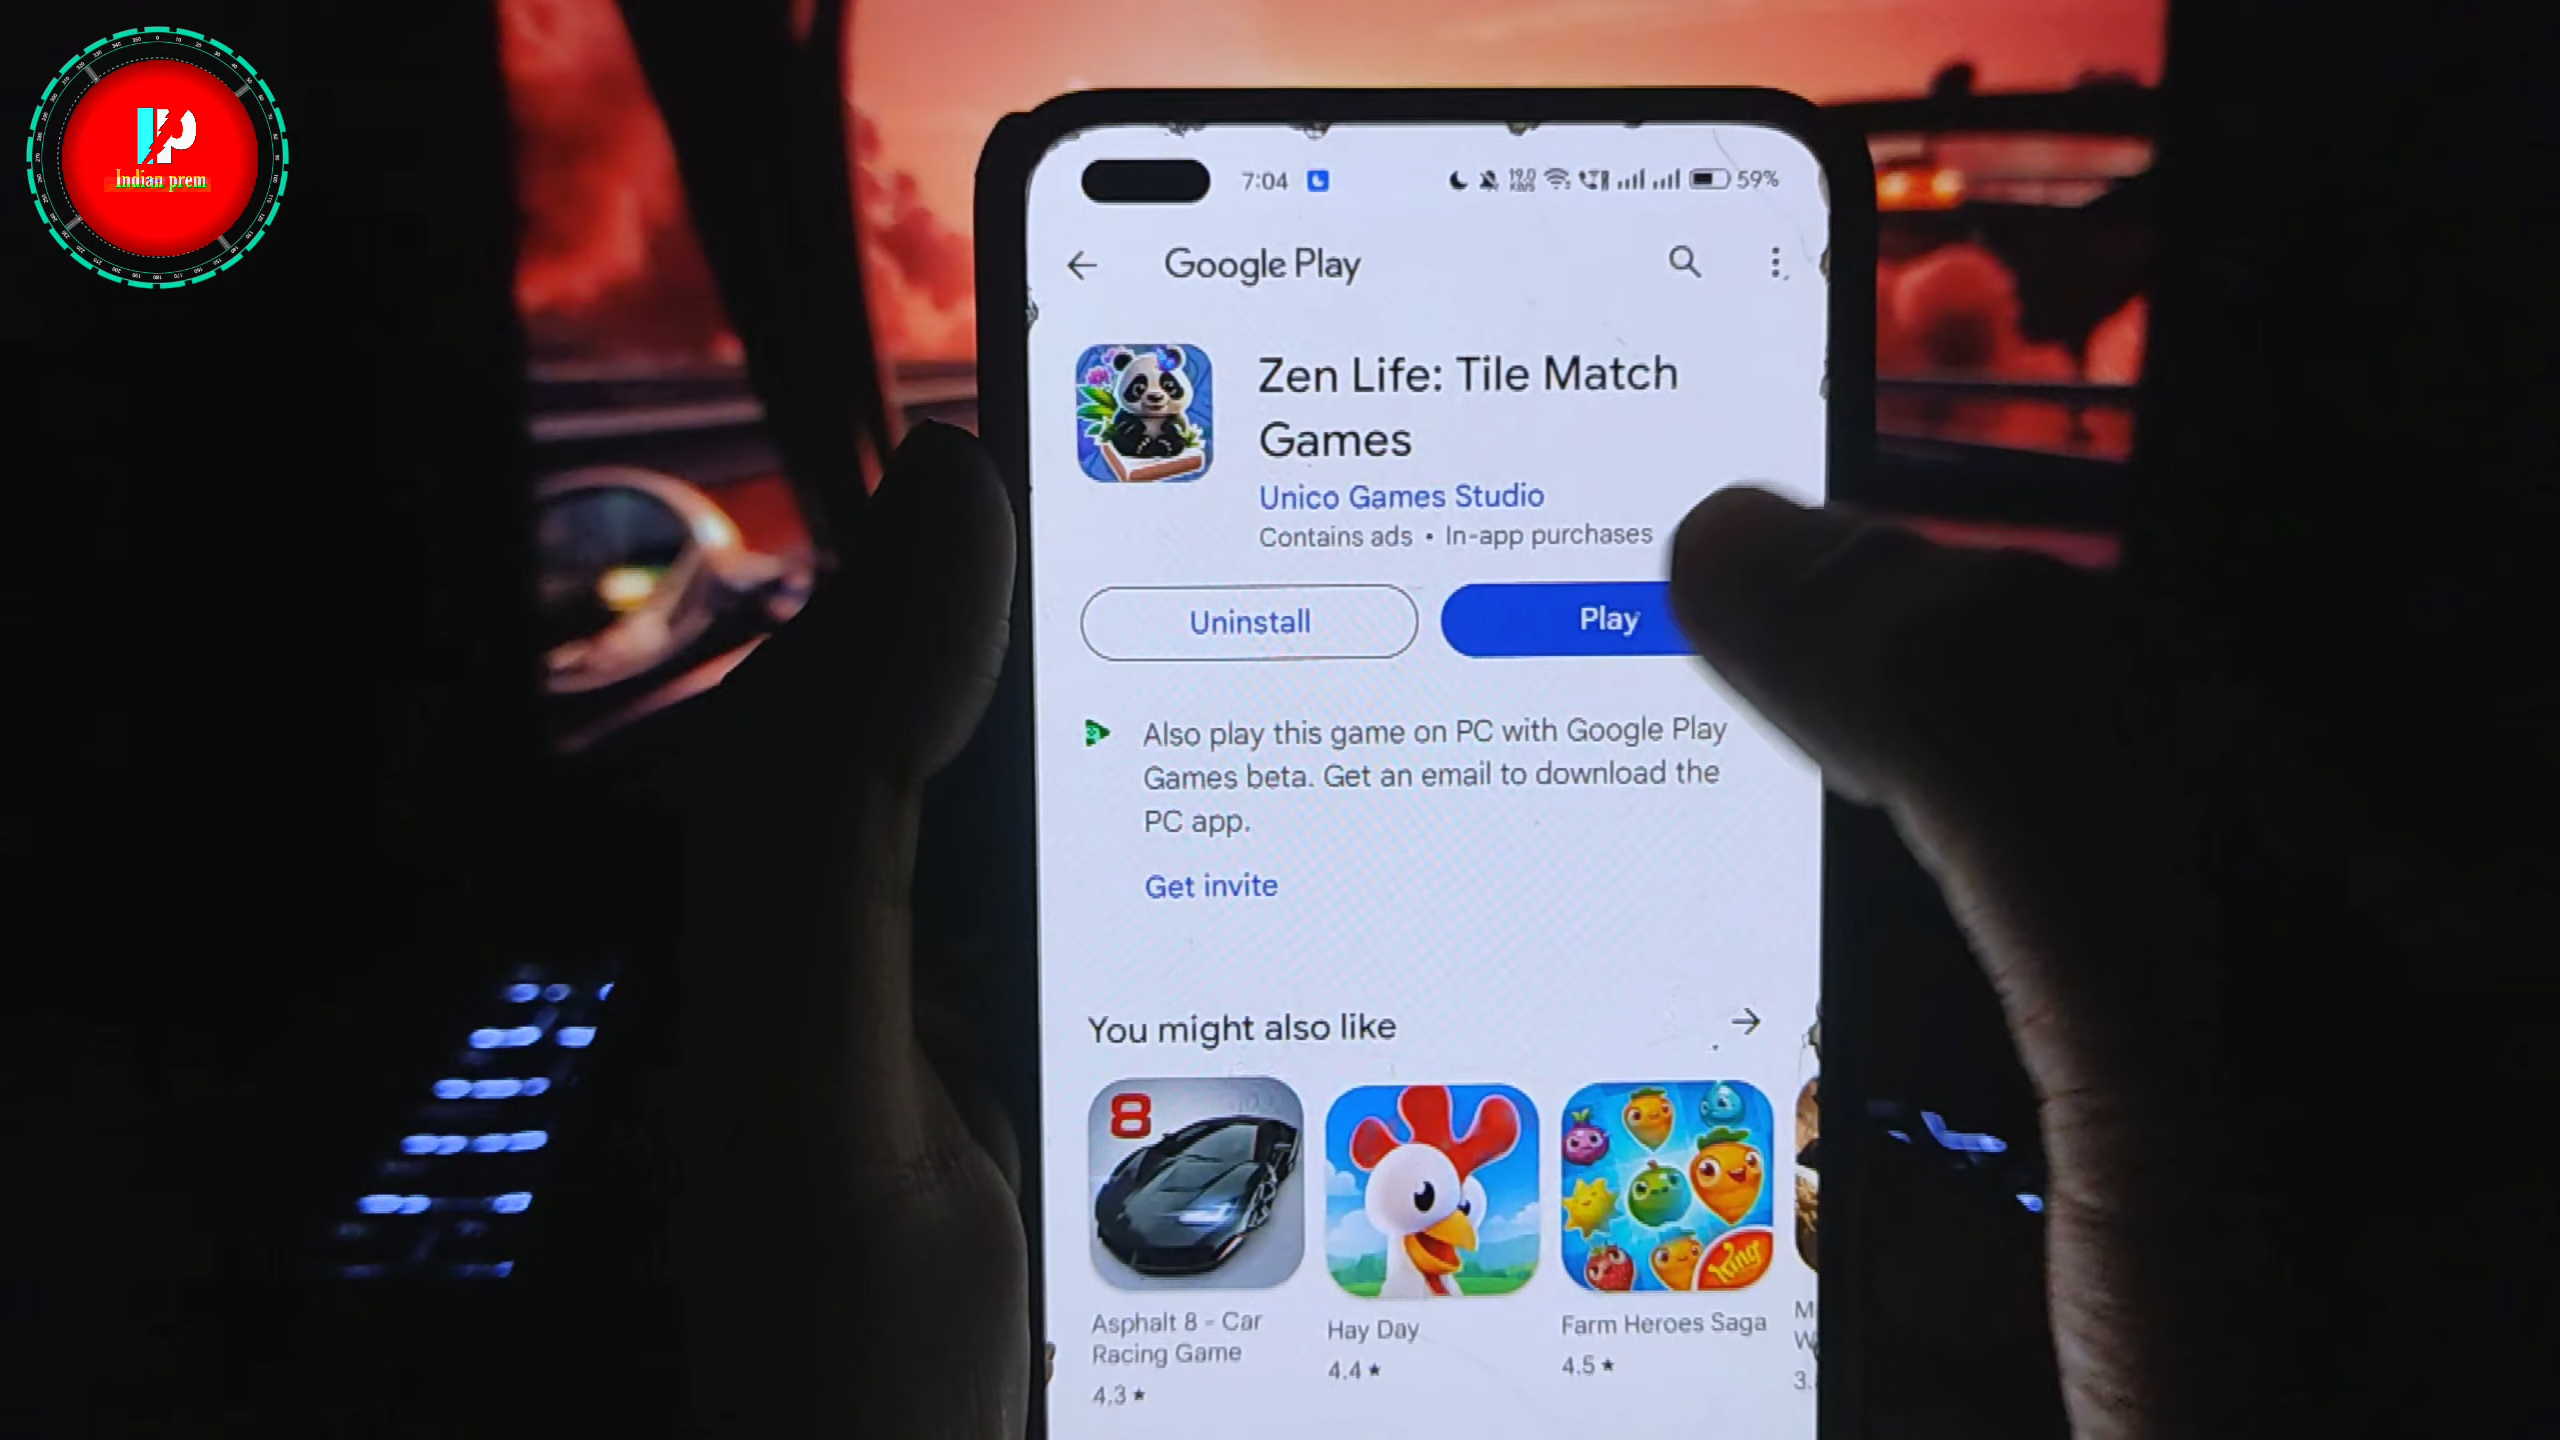 Indian prem
7:04
59%
Google Play
Zen Life: Tile Match
Games
Unico Games Studio
Contains ads • In-app purchases
Uninstall
Play
Also play this game on PC with Google Play
Games beta. Get an email to download the
PC app.
Get invite
You might also like
8
King
Asphalt 8 - Car
Racing Game
4.3 ★
Hay Day
4.4 ★
Farm Heroes Saga
4.5 ★